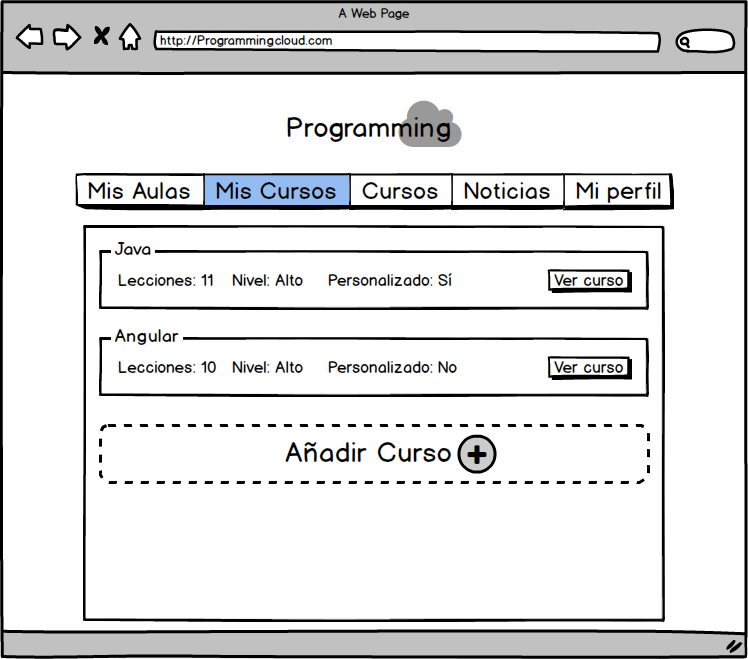 A Web Page
http://Programmingcloud.com
Programming
Mis Aulas Mis Cursos Cursos Noticias Mi perfil
Java
Lecciones: 11 Nivel: Alto Personalizado: Sí Ver curso
Angular
Lecciones: 10 Nivel: Alto Personalizado: No Ver curso
Añadir Curso